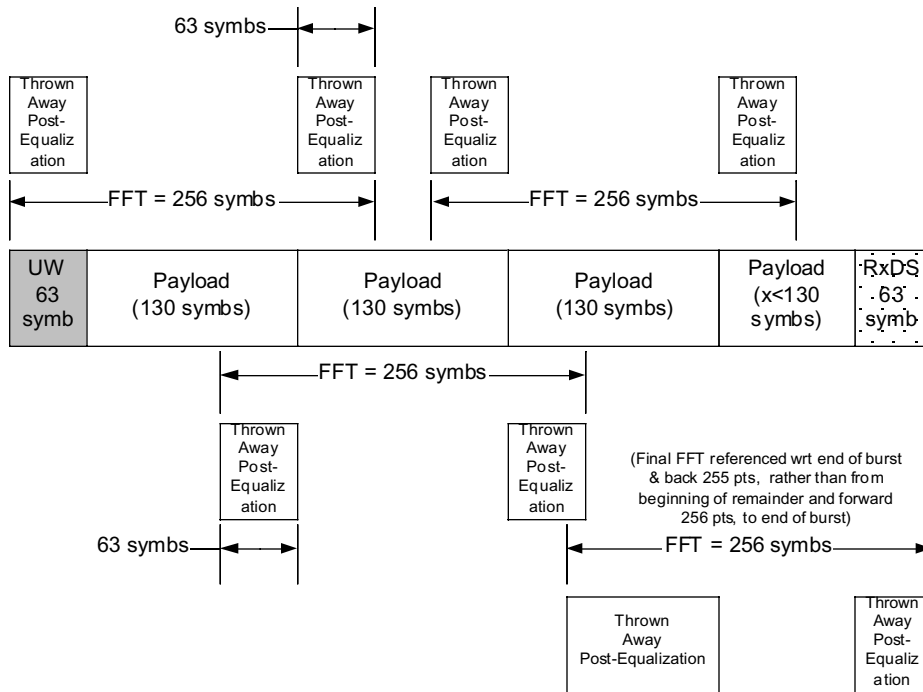 63 symbs
Thrown
Away
Post-
Equaliz
ation
Thrown
Away
Post-
Equaliz
ation
Thrown
Away
Post-
Equaliz
ation
Thrown
Away
Post-
Equaliz
ation
FFT = 256 symbs
FFT = 256 symbs
UW
63
symb
Payload
(130 symbs)
Payload
(130 symbs)
Payload
(130 symbs)
Payload
(x<130
symbs)
RxDS
63
symb
FFT = 256 symbs
Thrown
Away
Post-
Equaliz
ation
Thrown
Away
Post-
Equaliz
ation
(Final FFT referenced wrt end of burst
& back 255 pts, rather than from
beginning of remainder and forward
256 pts, to end of burst)
63 symbs
FFT = 256 symbs
Thrown
Away
Post-Equalization
Thrown
Away
Post-
Equaliz
ation